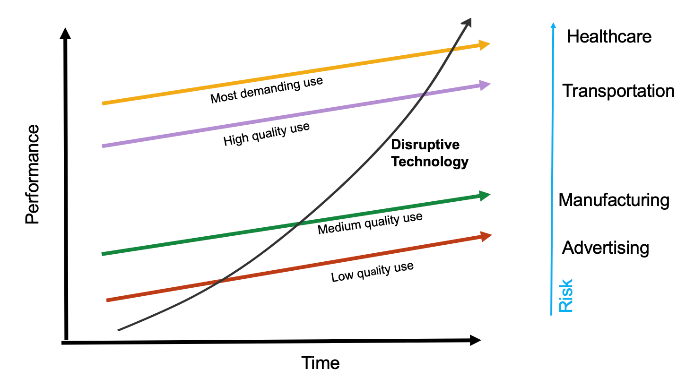 Healthcare
Most demanding use
Transportation
High quality use
Disruptive
Technology
Performance
Manufacturing
Medium quality use
Advertising
Low quality use
Risk
Time